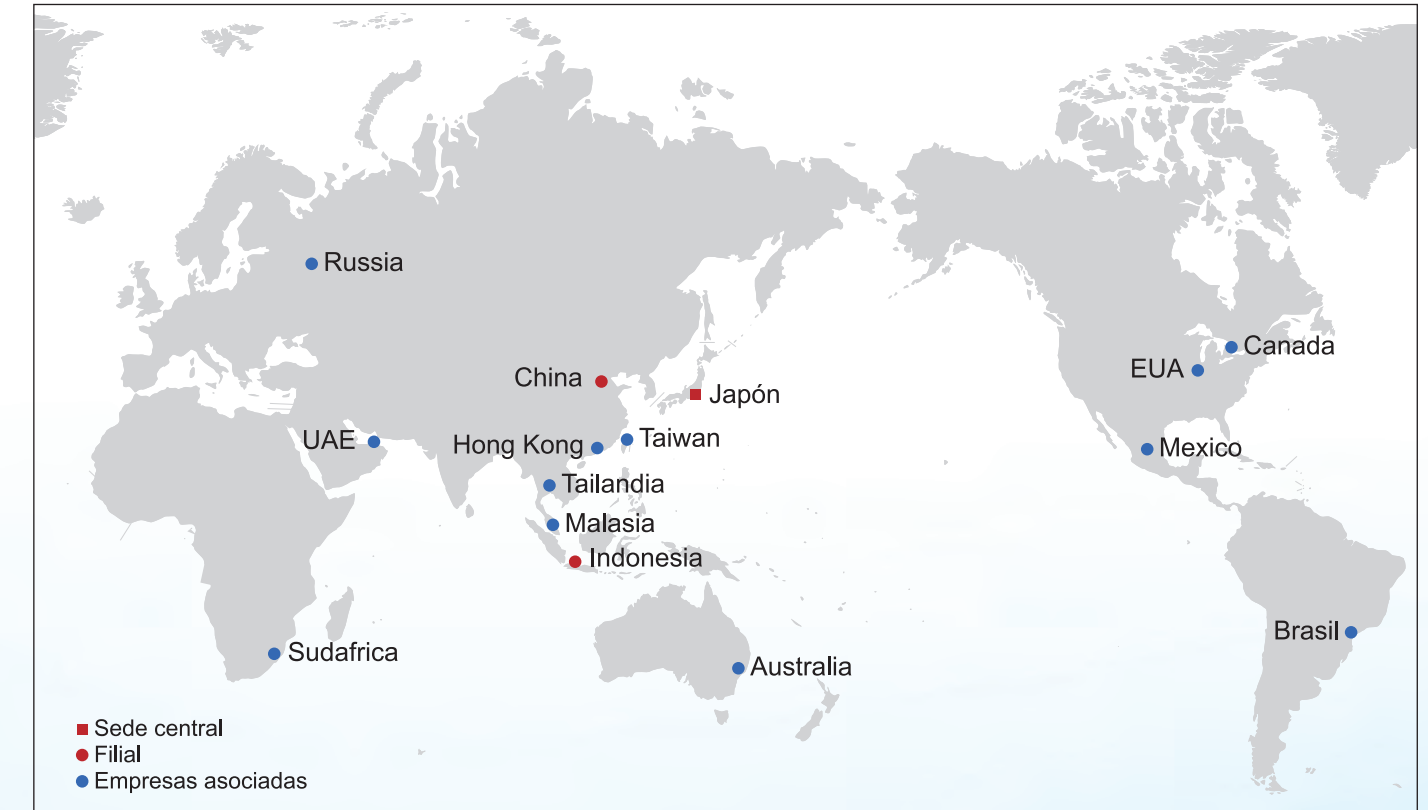 Russia
Canada
EUA
China
Japón
UAE
Hong Kong
Taiwan
Mexico
Tailandia
Malasia
Indonesia
Brasil
Sudafrica
Australia
Sede central
Filial
Empresas asociadas